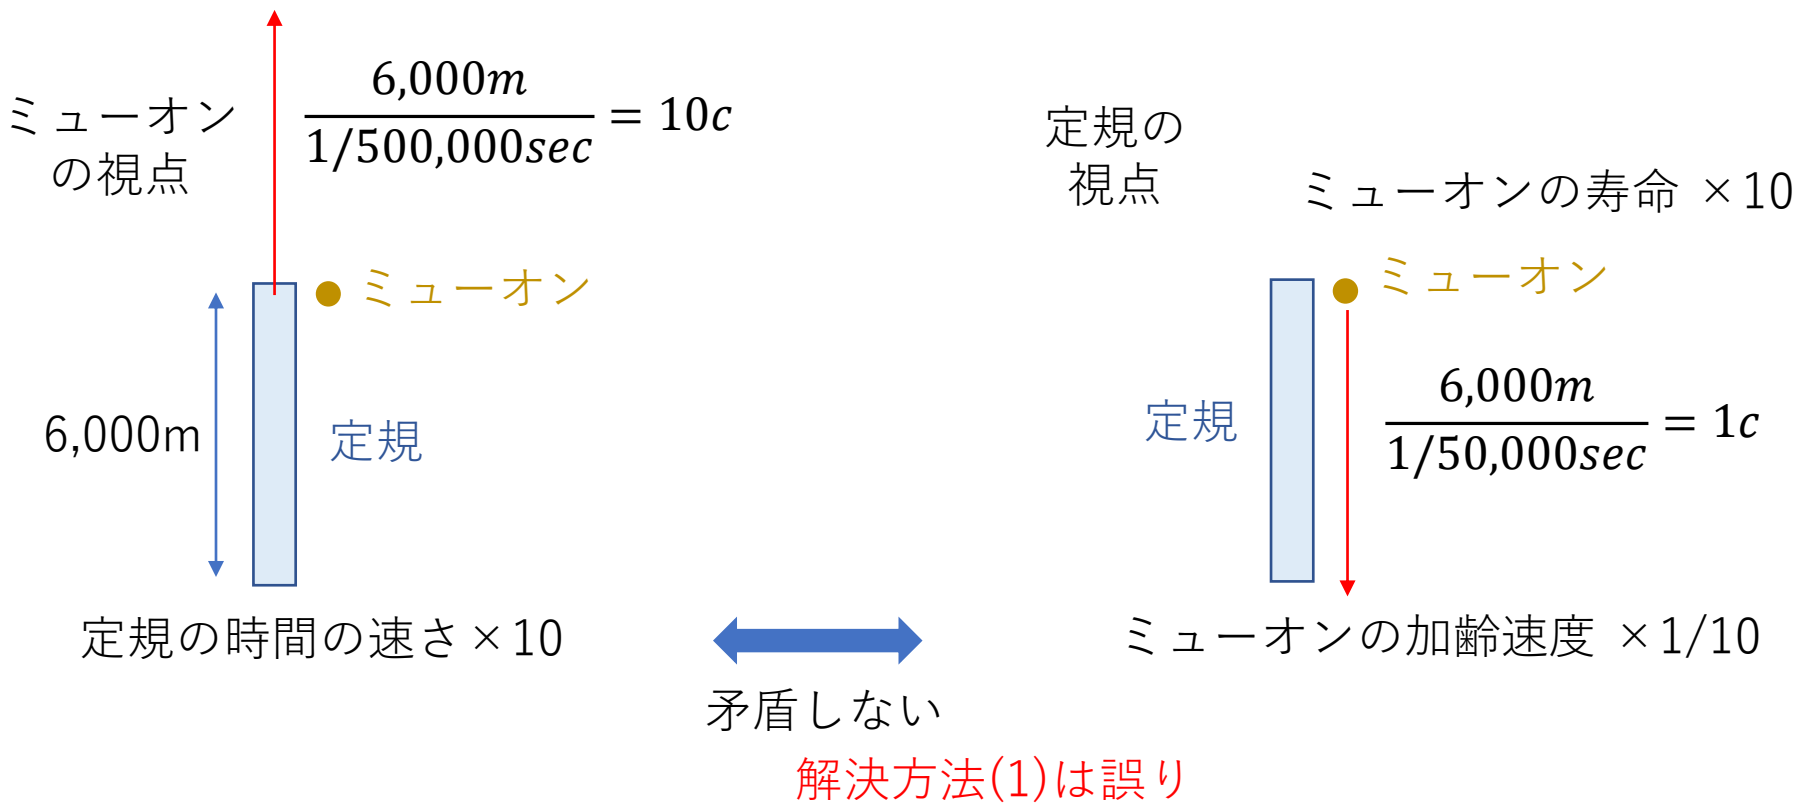 ミューオン
の視点
6,000m
1/500,000sec
= 10c
ミューオン
6,000m
定規
定規の時間の速さ×10
定規の
視点
ミューオンの寿命 ×10
ミューオン
定規
6,000m
1/50,000sec
= 1c
ミューオンの加齢速度 ×1/10
矛盾しない
解決方法(1)は誤り